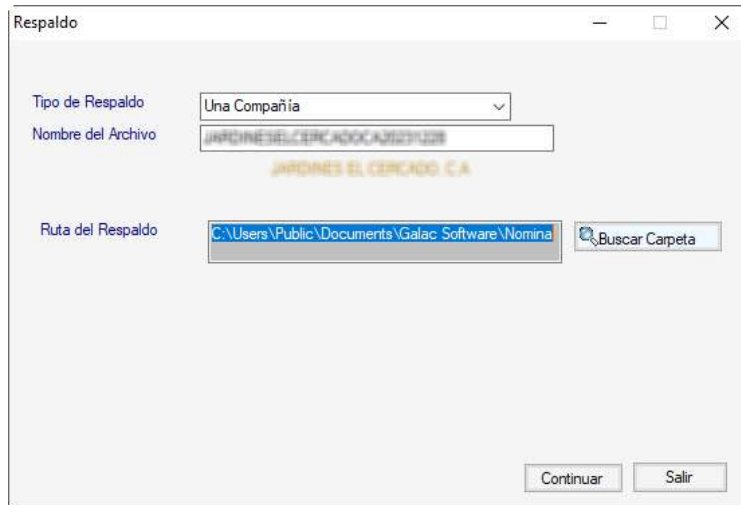 Respaldo
Tipo de Respaldo
Una Compañia
Nombre del Archivo
Ruta del Respaldo
C:\Users\Public\Documents\Galac Software\Nomina
Buscar Carpeta
Continuar
Salir